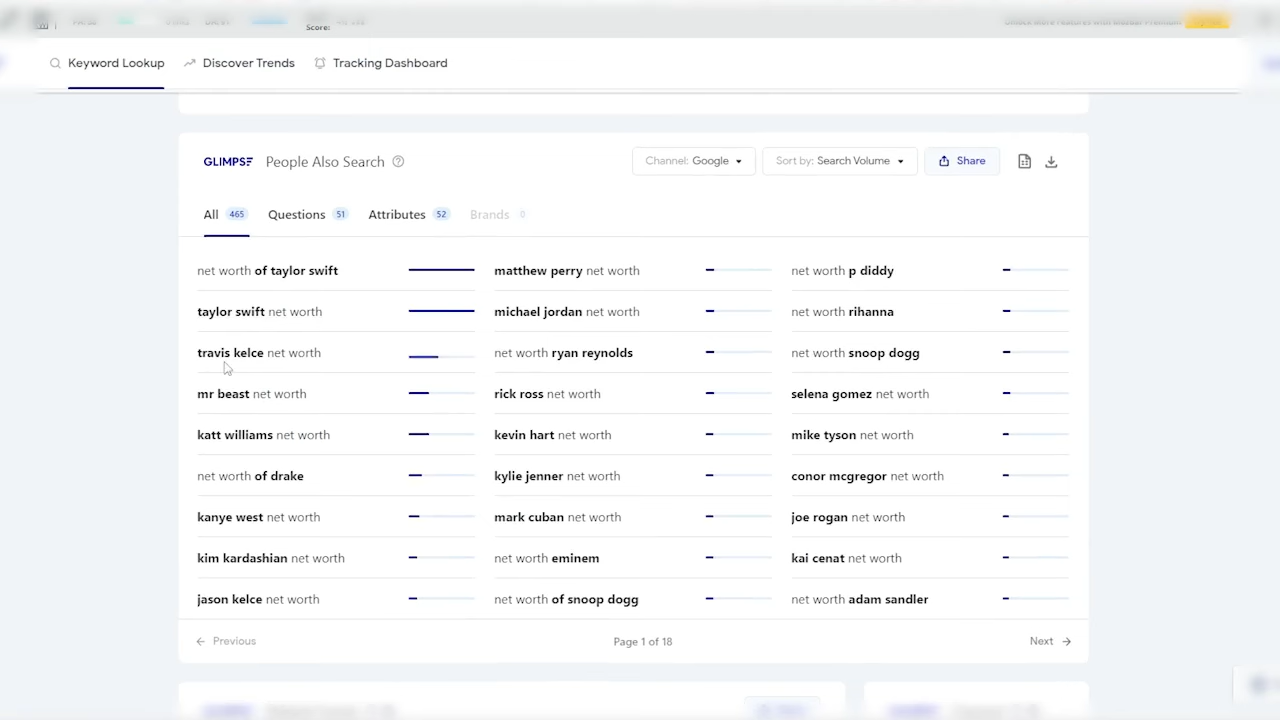 Score:
Keyword Lookup Discover Trends Tracking Dashboard
GLIMPSE People Also Search
Channel: Google Sort by: Search Volume Share
All 465 Questions 51 Attributes 52 Brands 0
net worth of taylor swift matthew perry net worth net worth p diddy
taylor swift net worth michael jordan net worth net worth rihanna
travis kelce net worth net worth ryan reynolds net worth snoop dogg
mr beast net worth rick ross net worth selena gomez net worth
katt williams net worth kevin hart net worth mike tyson net worth
net worth of drake kylie jenner net worth conor mcgregor net worth
kanye west net worth mark cuban net worth joe rogan net worth
kim kardashian net worth net worth eminem kai cenat net worth
jason kelce net worth net worth of snoop dogg net worth adam sandler
Previous Page 1 of 18 Next